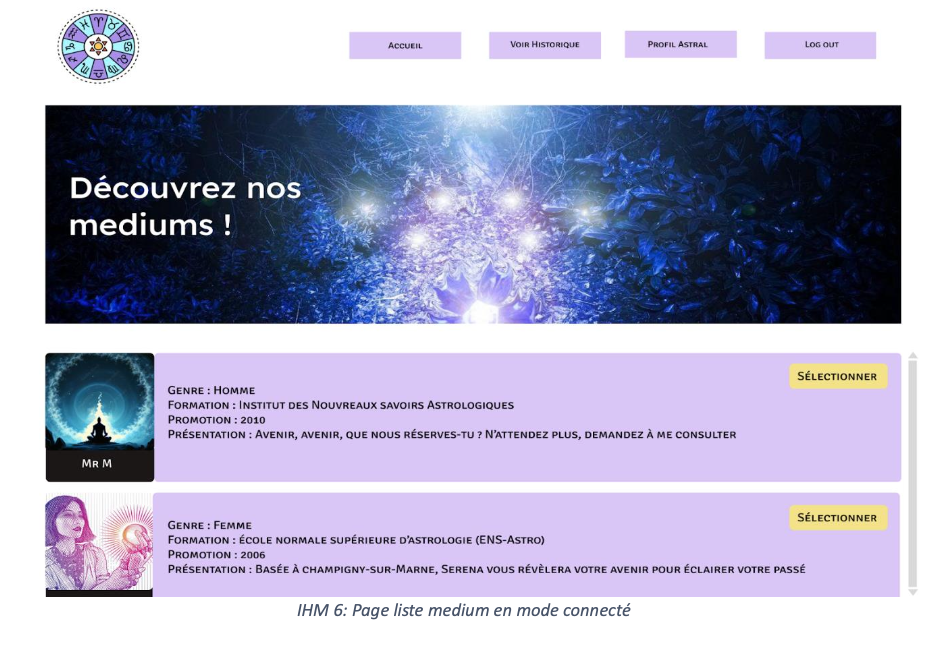 Accueil
Voir Historique
Profil Astral
Log out
Découvrez nos
mediums !
Sélectionner
Genre : Homme
Formation : Institut des Nouvreaux savoirs Astrologiques
Promotion : 2010
Présentation : Avenir, avenir, que nous réserves-tu ? N'attendez plus, demandez à me consulter
Mr M
Sélectionner
Genre : Femme
Formation : école normale supérieure d'astrologie (ENS-Astro)
Promotion : 2006
Présentation : Basée à champigny-sur-Marne, Serena vous révèlera votre avenir pour éclairer votre passé
IHM 6: Page liste medium en mode connecté